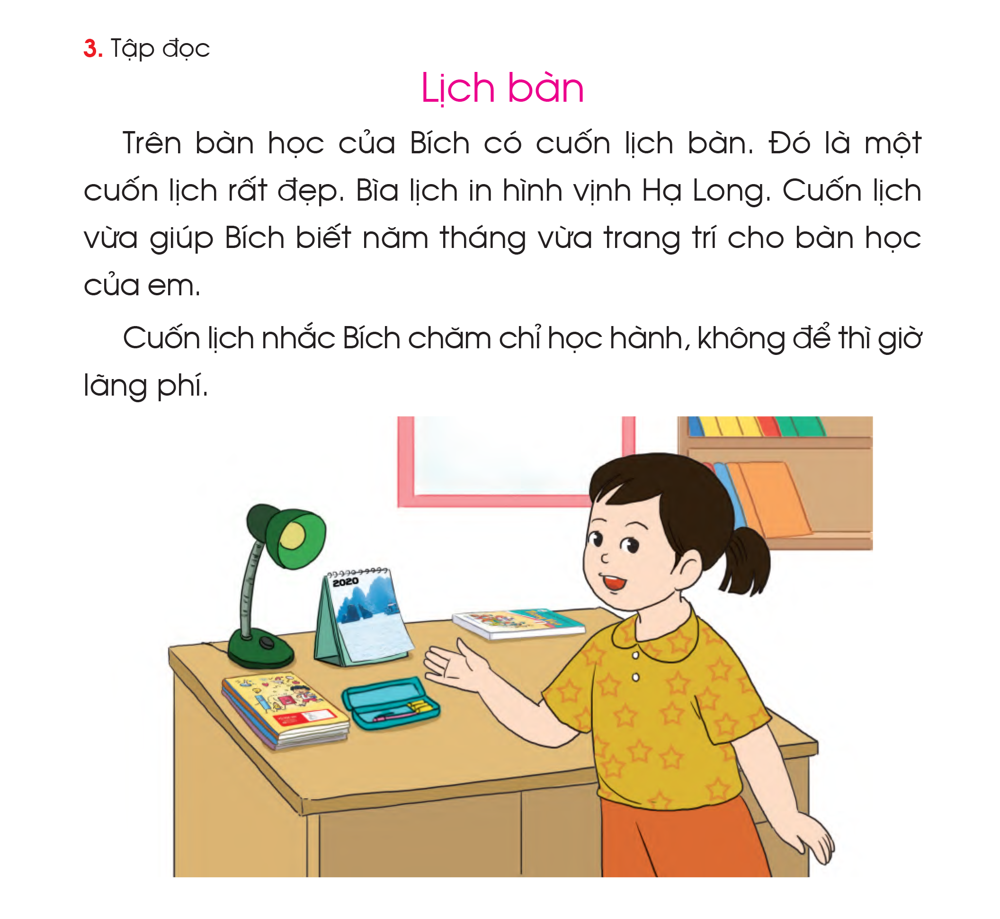 3. Tập đọc
Lịch bàn
Trên bàn học của Bích có cuốn lịch bàn. Đó là một
cuốn lịch rất đẹp. Bìa lịch in hình vịnh Hạ Long. Cuốn lịch
vừa giúp Bích biết năm tháng vừa trang trí cho bàn học
của em.
Cuốn lịch nhắc Bích chăm chỉ học hành, không để thì giờ
lãng phí.
2020